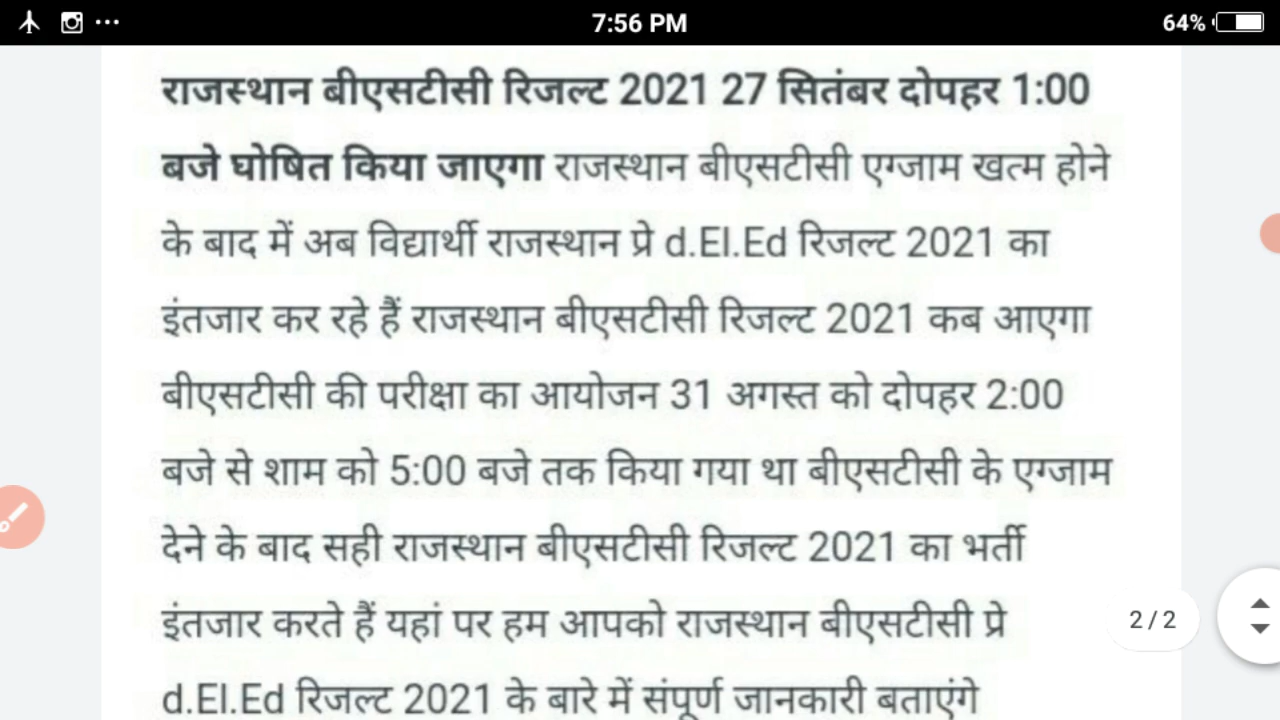 7:56 PM
64%
राजस्थान बीएसटीसी रिजल्ट 2021 27 सितंबर दोपहर 1:00
बजे घोषित किया जाएगा राजस्थान बीएसटीसी एग्जाम खत्म होने
के बाद में अब विद्यार्थी राजस्थान प्रे d.El.Ed रिजल्ट 2021 का
इंतजार कर रहे हैं राजस्थान बीएसटीसी रिजल्ट 2021 कब आएगा
बीएसटीसी की परीक्षा का आयोजन 31 अगस्त को दोपहर 2:00
बजे से शाम को 5:00 बजे तक किया गया था बीएसटीसी के एग्जाम
देने के बाद सही राजस्थान बीएसटीसी रिजल्ट 2021 का भर्ती
इंतजार करते हैं यहां पर हम आपको राजस्थान बीएसटीसी प्रे
2 / 2
d.El.Ed रिजल्ट 2021 के बारे में संपूर्ण जानकारी बताएंगे